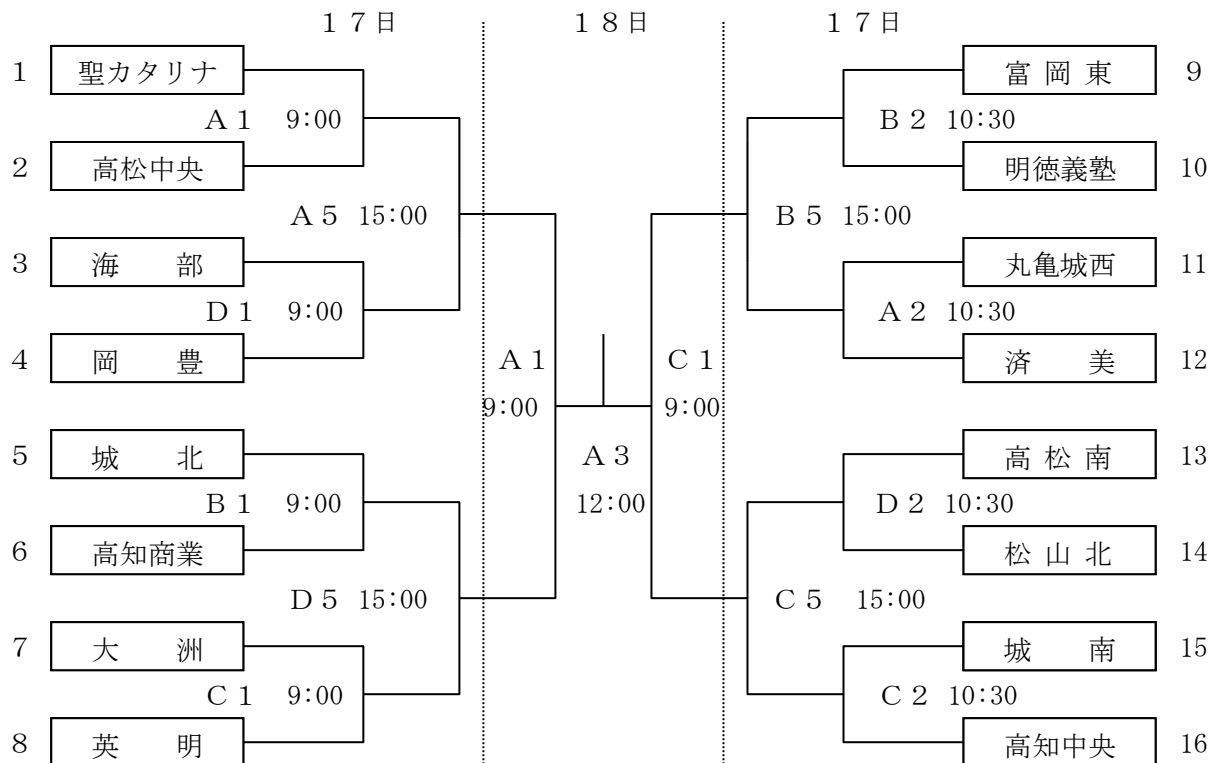 17日 18日 17日
1 聖カタリナ 富岡東 9
A1 9:00 B2 10:30
2 高松中央 明徳義塾 10
A5 15:00 B5 15:00
3 海部 丸亀城西 11
D1 9:00 A2 10:30
4 岡豊 A1 C1 済美 12
9:00 9:00
5 城北 A3 高松南 13
B1 9:00 12:00 D2 10:30
6 高知商業 松山北 14
D5 15:00 C5 15:00
7 大洲 城南 15
C1 9:00 C2 10:30
8 英明 高知中央 16